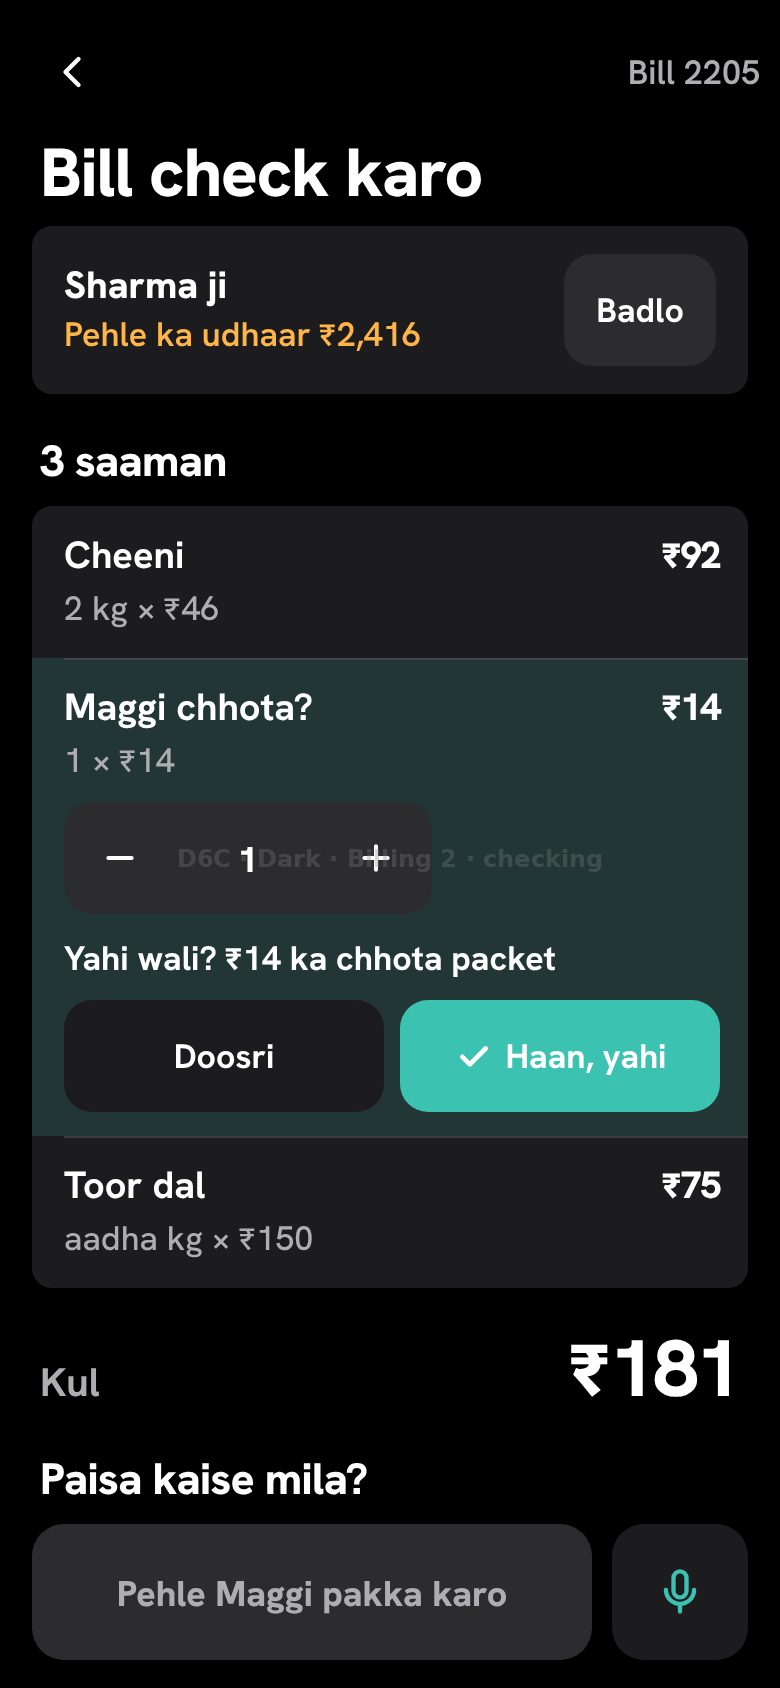 Bill 2205
Bill check karo
Sharma ji
Pehle ka udhaar ₹2,416
Badlo
3 saaman
Cheeni ₹92
2 kg × ₹46
Maggi chhota? ₹14
1 × ₹14
− 1 +
D6C · Dark · Billing 2 · checking
Yahi wali? ₹14 ka chhota packet
Doosri
Haan, yahi
Toor dal ₹75
aadha kg × ₹150
Kul ₹181
Paisa kaise mila?
Pehle Maggi pakka karo